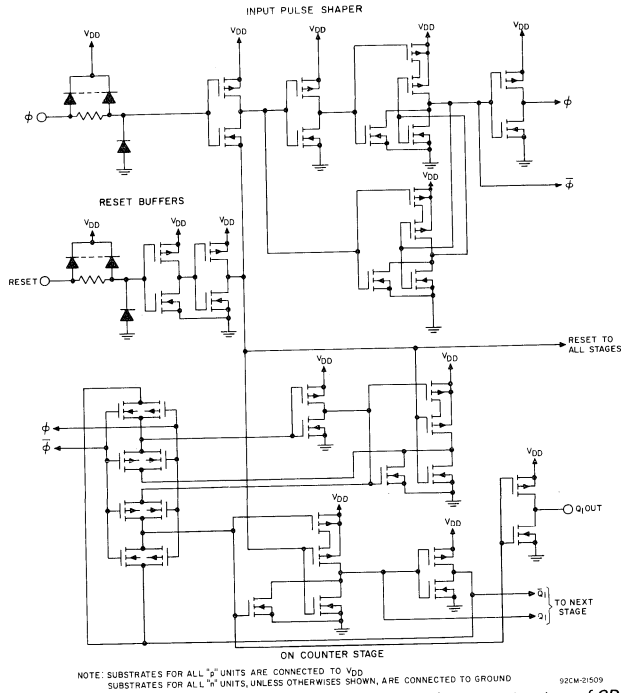 INPUT PULSE SHAPER
VDD
VDD
VDD
VDD
VDD
ϕ
ϕ
ϕ̅
RESET BUFFERS
VDD
VDD
VDD
VDD
RESET
RESET TO
ALL STAGES
VDD
VDD
ϕ
ϕ̅
VDD
Q1 OUT
VDD
VDD
Q̅1
Q1
TO NEXT
STAGE
ON COUNTER STAGE
NOTE: SUBSTRATES FOR ALL "p" UNITS ARE CONNECTED TO VDD
SUBSTRATES FOR ALL "n" UNITS, UNLESS OTHERWISES SHOWN, ARE CONNECTED TO GROUND
92CM-21509